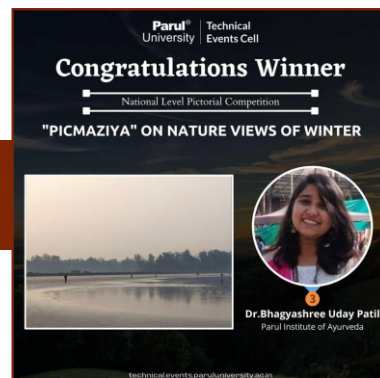 Parul® University
Technical Events Cell
Congratulations Winner
National Level Pictorial Competition
"PICMAZIYA" ON NATURE VIEWS OF WINTER
3
Dr.Bhagyashree Uday Patil
Parul Institute of Ayurveda
technical.events.paruluniversity.ac.in